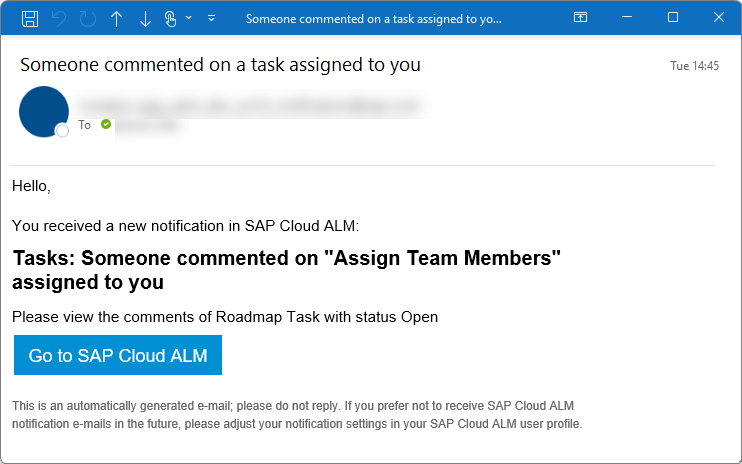 Someone commented on a task assigned to yo...
Someone commented on a task assigned to you
Tue 14:45
To
Hello,
You received a new notification in SAP Cloud ALM:
Tasks: Someone commented on "Assign Team Members"
assigned to you
Please view the comments of Roadmap Task with status Open
Go to SAP Cloud ALM
This is an automatically generated e-mail; please do not reply. If you prefer not to receive SAP Cloud ALM
notification e-mails in the future, please adjust your notification settings in your SAP Cloud ALM user profile.